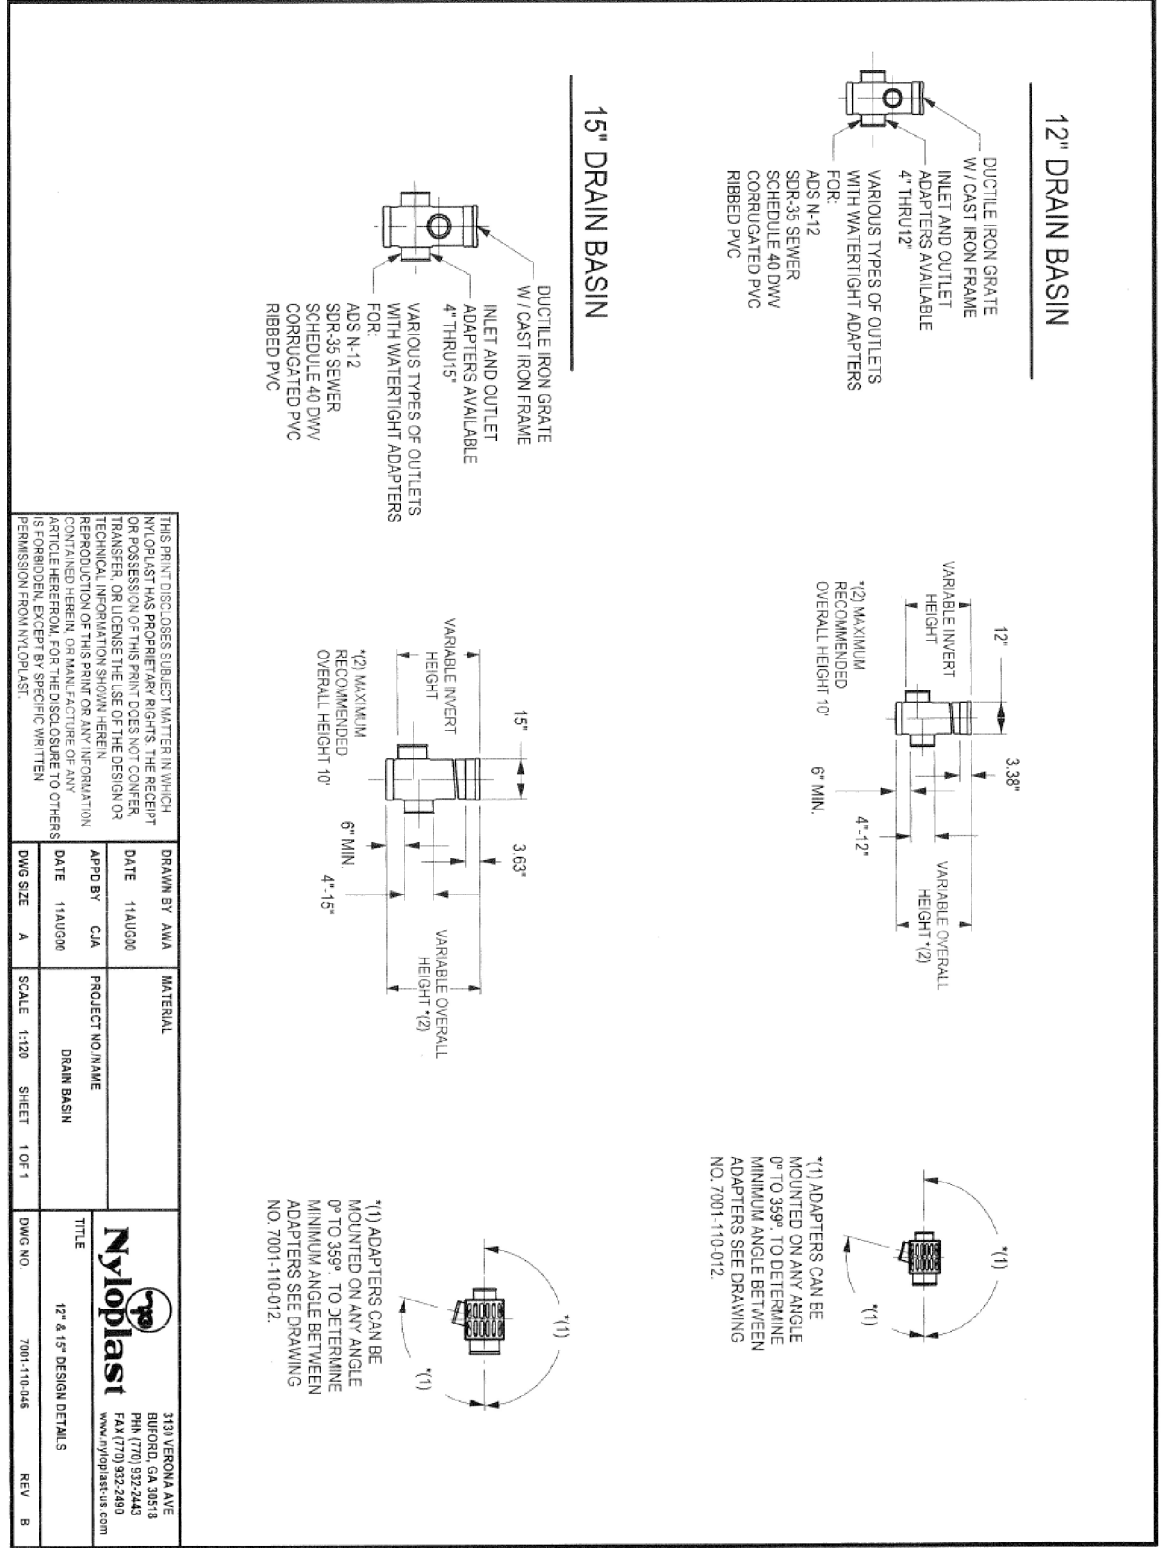 12" DRAIN BASIN
DUCTILE IRON GRATE
W / CAST IRON FRAME
INLET AND OUTLET
ADAPTERS AVAILABLE
4" THRU12"
VARIOUS TYPES OF OUTLETS
WITH WATERTIGHT ADAPTERS
FOR:
ADS N-12
SDR-35 SEWER
SCHEDULE 40 DWV
CORRUGATED PVC
RIBBED PVC
12"
3.38"
VARIABLE INVERT
HEIGHT
*(2) MAXIMUM
RECOMMENDED
OVERALL HEIGHT 10'
6" MIN.
4"-12"
VARIABLE OVERALL
HEIGHT *(2)
*(1)
*(1)
*(1) ADAPTERS CAN BE
MOUNTED ON ANY ANGLE
0° TO 359°. TO DETERMINE
MINIMUM ANGLE BETWEEN
ADAPTERS SEE DRAWING
NO. 7001-110-012.
15" DRAIN BASIN
DUCTILE IRON GRATE
W / CAST IRON FRAME
INLET AND OUTLET
ADAPTERS AVAILABLE
4" THRU15"
VARIOUS TYPES OF OUTLETS
WITH WATERTIGHT ADAPTERS
FOR:
ADS N-12
SDR-35 SEWER
SCHEDULE 40 DWV
CORRUGATED PVC
RIBBED PVC
15"
3.63"
VARIABLE INVERT
HEIGHT
*(2) MAXIMUM
RECOMMENDED
OVERALL HEIGHT 10'
6" MIN.
4"-15"
VARIABLE OVERALL
HEIGHT *(2)
*(1)
*(1)
*(1) ADAPTERS CAN BE
MOUNTED ON ANY ANGLE
0° TO 359°. TO DETERMINE
MINIMUM ANGLE BETWEEN
ADAPTERS SEE DRAWING
NO. 7001-110-012.
THIS PRINT DISCLOSES SUBJECT MATTER IN WHICH
NYLOPLAST HAS PROPRIETARY RIGHTS. THE RECEIPT
OR POSSESSION OF THIS PRINT DOES NOT CONFER,
TRANSFER, OR LICENSE THE USE OF THE DESIGN OR
TECHNICAL INFORMATION SHOWN HEREIN
REPRODUCTION OF THIS PRINT OR ANY INFORMATION
CONTAINED HEREIN, OR MANUFACTURE OF ANY
ARTICLE HEREFROM, FOR THE DISCLOSURE TO OTHERS
IS FORBIDDEN, EXCEPT BY SPECIFIC WRITTEN
PERMISSION FROM NYLOPLAST.
DRAWN BY AWA
DATE 11AUG00
APPD BY CJA
DATE 11AUG00
DWG SIZE A
MATERIAL
PROJECT NO./NAME
DRAIN BASIN
SCALE 1:120 SHEET 1 OF 1
Nyloplast
3130 VERONA AVE
BUFORD, GA 30518
PHN (770) 932-2443
FAX (770) 932-2490
www.nyloplast-us.com
TITLE
12" & 15" DESIGN DETAILS
DWG NO. 7001-110-046 REV B